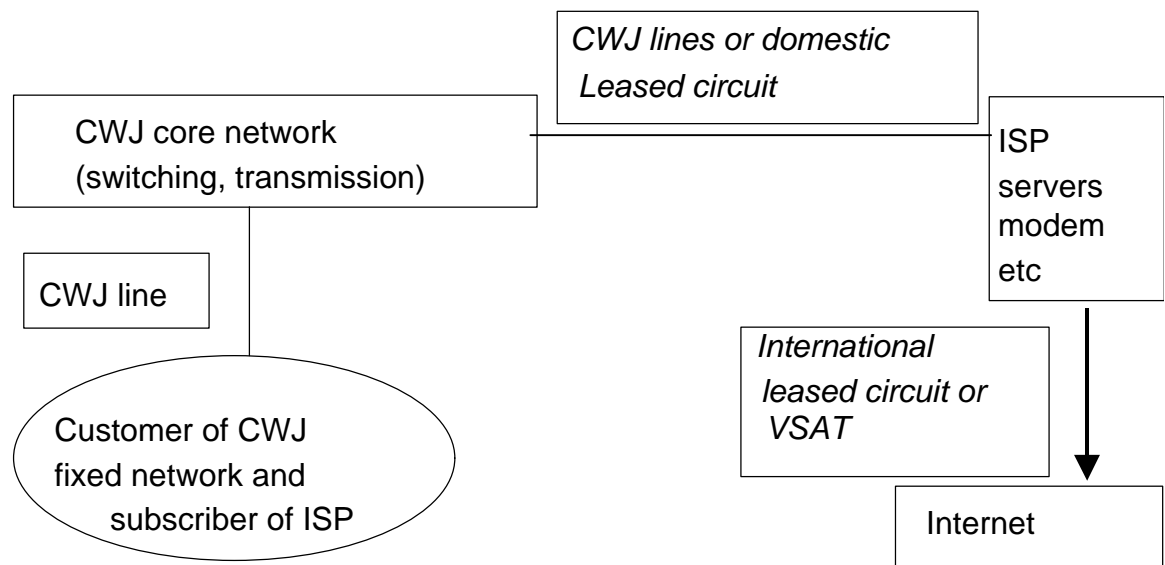 CWJ lines or domestic
Leased circuit
CWJ core network
(switching, transmission)
ISP
servers
modem
etc
CWJ line
International
leased circuit or
VSAT
Customer of CWJ
fixed network and
subscriber of ISP
Internet